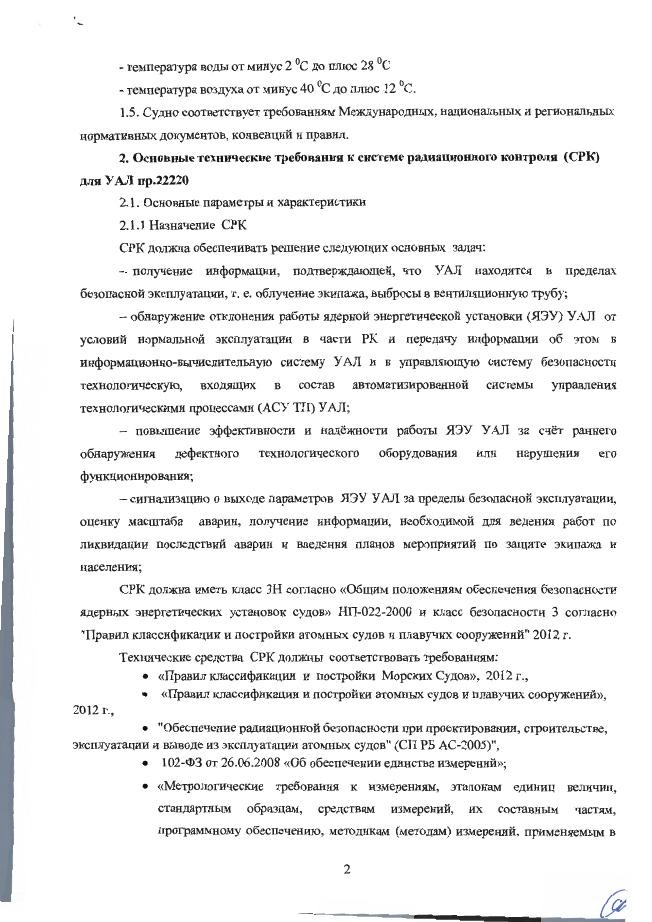 - температура воды от минус 2 ⁰С до плюс 28 ⁰С
- температура воздуха от минус 40 ⁰С до плюс 12 ⁰С.
1.5. Судно соответствует требованиям Международных, национальных и региональных
нормативных документов, конвенций и правил.
2. Основные технические требования к системе радиационного контроля (СРК)
для УАЛ пр.22220
2.1. Основные параметры и характеристики
2.1.1 Назначение СРК
СРК должна обеспечивать решение следующих основных задач:
– получение информации, подтверждающей, что УАЛ находится в пределах
безопасной эксплуатации, т. е. облучение экипажа, выбросы в вентиляционную трубу;
– обнаружение отклонения работы ядерной энергетической установки (ЯЭУ) УАЛ от
условий нормальной эксплуатации в части РК и передачу информации об этом в
информационно-вычислительную систему УАЛ и в управляющую систему безопасности
технологическую, входящих в состав автоматизированной системы управления
технологическими процессами (АСУ ТП) УАЛ;
– повышение эффективности и надёжности работы ЯЭУ УАЛ за счёт раннего
обнаружения дефектного технологического оборудования или нарушения его
функционирования;
– сигнализацию о выходе параметров ЯЭУ УАЛ за пределы безопасной эксплуатации,
оценку масштаба аварии, получение информации, необходимой для ведения работ по
ликвидации последствий аварии и введения планов мероприятий по защите экипажа и
населения;
СРК должна иметь класс 3Н согласно «Общим положениям обеспечения безопасности
ядерных энергетических установок судов» НП-022-2000 и класс безопасности 3 согласно
"Правил классификации и постройки атомных судов и плавучих сооружений" 2012 г.
Технические средства СРК должны соответствовать требованиям:
• «Правил классификации и постройки Морских Судов», 2012 г.,
• «Правил классификации и постройки атомных судов и плавучих сооружений»,
2012 г.,
• "Обеспечение радиационной безопасности при проектировании, строительстве,
эксплуатации и выводе из эксплуатации атомных судов" (СП РБ АС-2005)",
• 102-ФЗ от 26.06.2008 «Об обеспечении единства измерений»;
• «Метрологические требования к измерениям, эталонам единиц величин,
стандартным образцам, средствам измерений, их составным частям,
программному обеспечению, методикам (методам) измерений, применяемым в
2